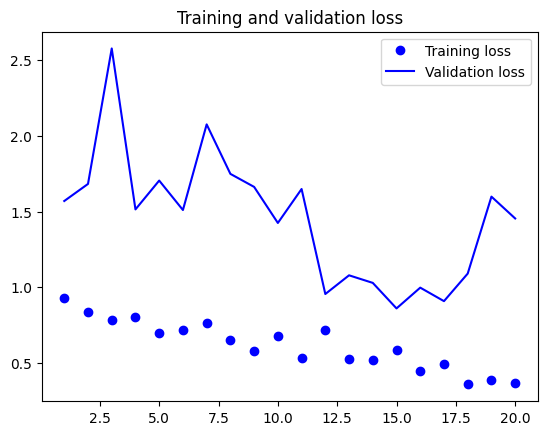 Training and validation loss
Training loss
Validation loss
2.5
2.0
1.5
1.0
0.5
2.5 5.0 7.5 10.0 12.5 15.0 17.5 20.0